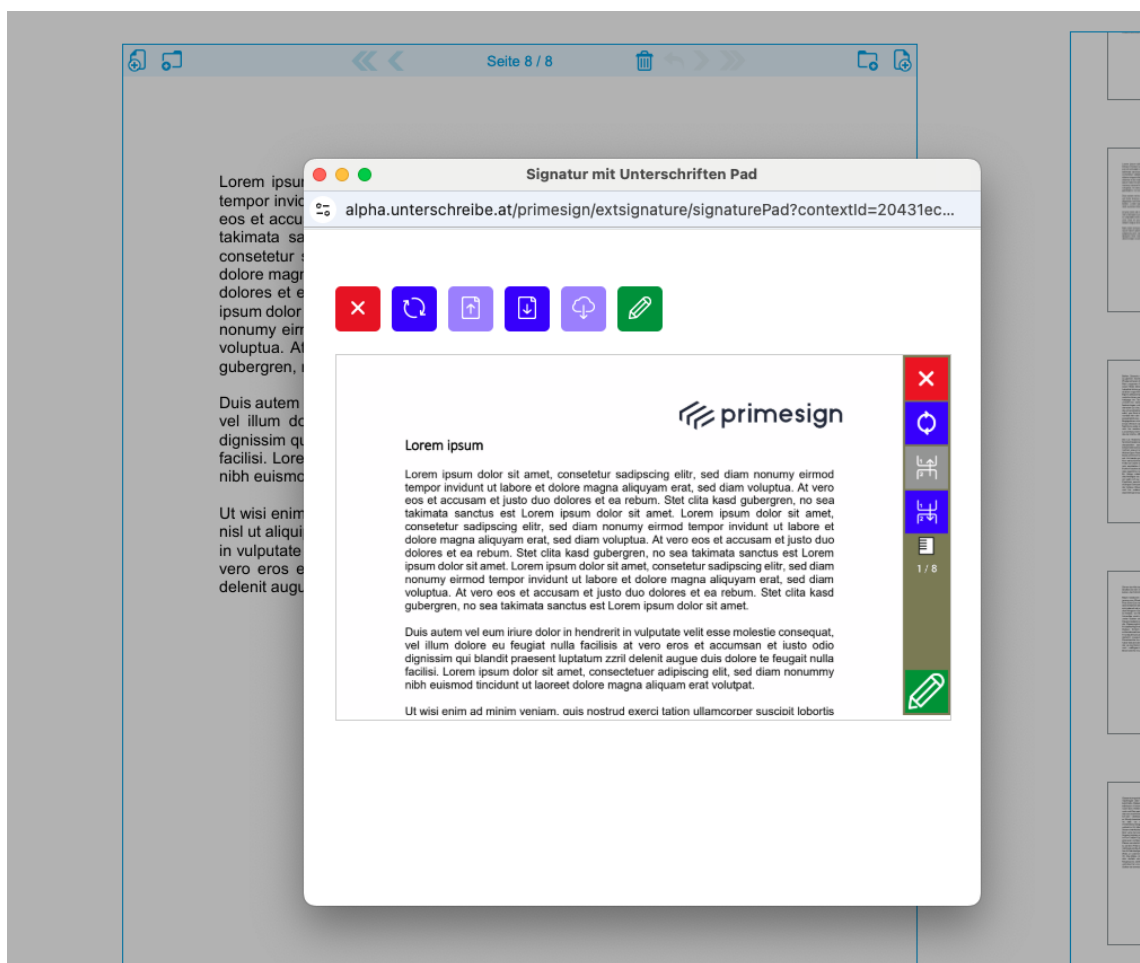 Seite 8 / 8
Lorem ipsu
tempor invid
eos et accu
takimata sa
consetetur
dolore magn
dolores et e
ipsum dolor
nonumy eirm
voluptua. At
gubergren,
Duis autem
vel illum do
dignissim qu
facilisi. Lore
nibh euismo
Ut wisi enim
nisl ut aliqui
in vulputate
vero eros e
delenit augu
Signatur mit Unterschriften Pad
alpha.unterschreibe.at/primesign/extsignature/signaturePad?contextId=20431ec...
primesign
Lorem ipsum
Lorem ipsum dolor sit amet, consetetur sadipscing elitr, sed diam nonumy eirmod
tempor invidunt ut labore et dolore magna aliquyam erat, sed diam voluptua. At vero
eos et accusam et justo duo dolores et ea rebum. Stet clita kasd gubergren, no sea
takimata sanctus est Lorem ipsum dolor sit amet. Lorem ipsum dolor sit amet,
consetetur sadipscing elitr, sed diam nonumy eirmod tempor invidunt ut labore et
dolore magna aliquyam erat, sed diam voluptua. At vero eos et accusam et justo duo
dolores et ea rebum. Stet clita kasd gubergren, no sea takimata sanctus est Lorem
ipsum dolor sit amet. Lorem ipsum dolor sit amet, consetetur sadipscing elitr, sed diam
nonumy eirmod tempor invidunt ut labore et dolore magna aliquyam erat, sed diam
voluptua. At vero eos et accusam et justo duo dolores et ea rebum. Stet clita kasd
gubergren, no sea takimata sanctus est Lorem ipsum dolor sit amet.
Duis autem vel eum iriure dolor in hendrerit in vulputate velit esse molestie consequat,
vel illum dolore eu feugiat nulla facilisis at vero eros et accumsan et iusto odio
dignissim qui blandit praesent luptatum zzril delenit augue duis dolore te feugait nulla
facilisi. Lorem ipsum dolor sit amet, consectetuer adipiscing elit, sed diam nonummy
nibh euismod tincidunt ut laoreet dolore magna aliquam erat volutpat.
Ut wisi enim ad minim veniam, quis nostrud exerci tation ullamcorper suscipit lobortis
1 / 8